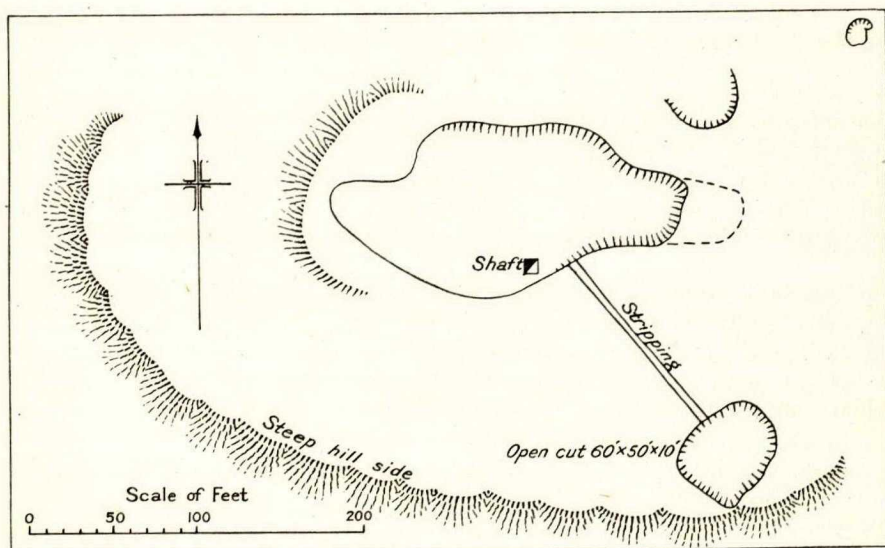 Shaft
Stripping
Open cut 60'×50'×10'
Steep hill side
Scale of Feet
0 50 100 200